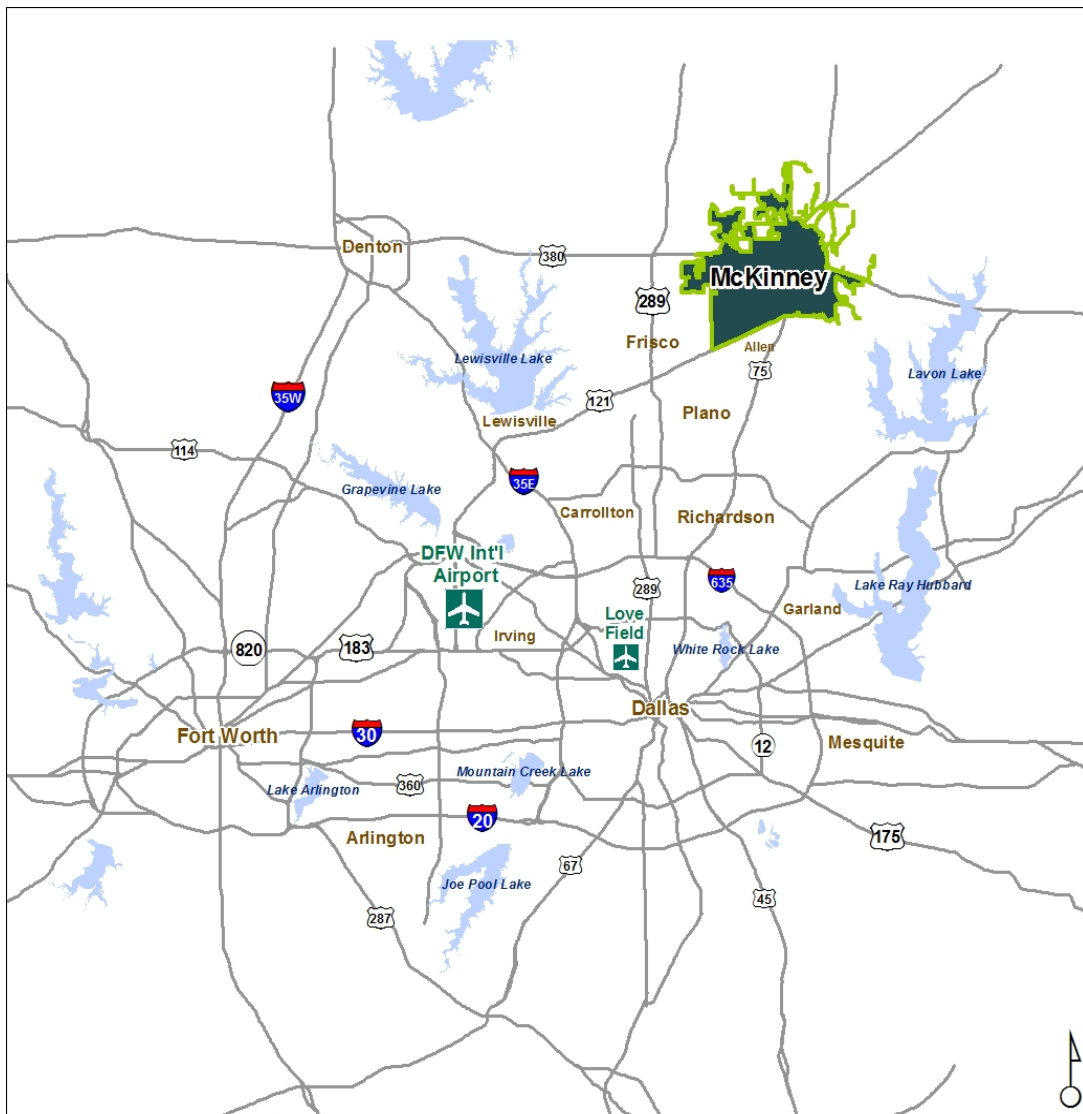 Denton
380
McKinney
289
Frisco
Allen
Lewisville Lake
75
Lavon Lake
35W
121
Plano
Lewisville
114
35E
Grapevine Lake
Carrollton
Richardson
DFW Int'l
Airport
635
289
Lake Ray Hubbard
Garland
Love
Field
Irving
820
183
White Rock Lake
Dallas
Fort Worth
30
12
Mesquite
Mountain Creek Lake
360
Lake Arlington
20
Arlington
175
67
Joe Pool Lake
45
287